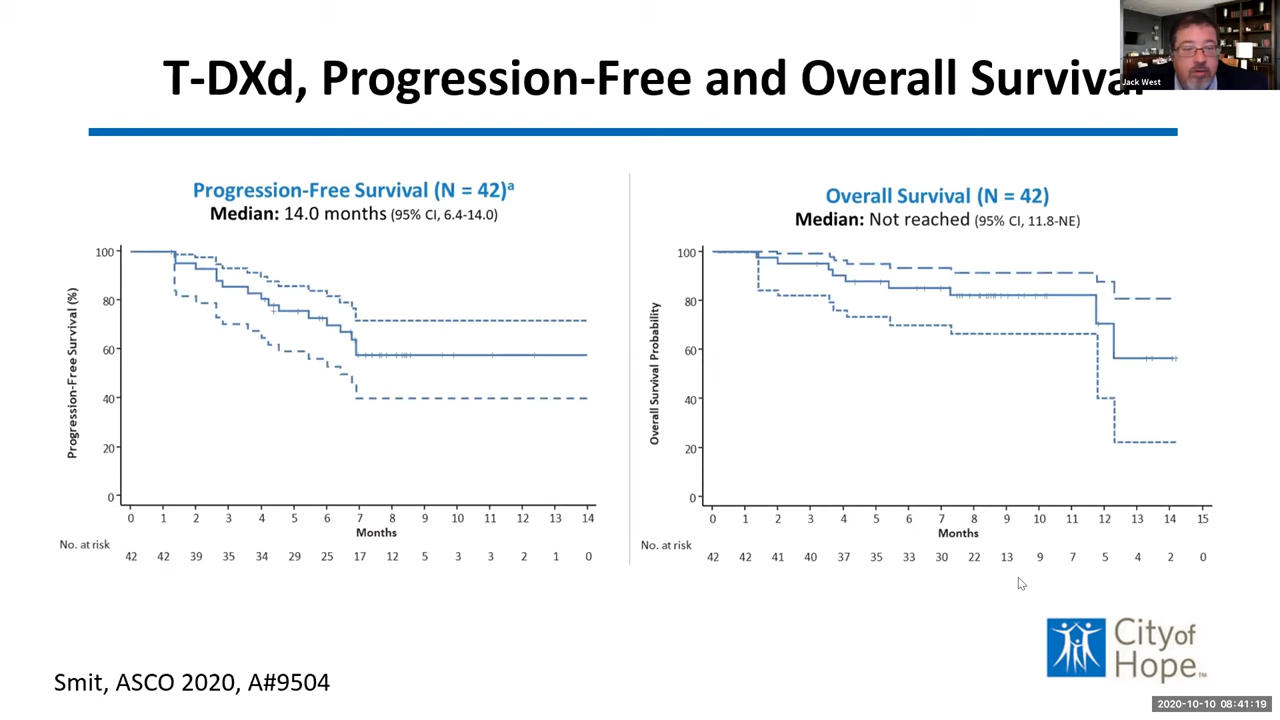 T-DXd, Progression-Free and Overall Survival
Jack West
Progression-Free Survival (N = 42)ᵃ
Median: 14.0 months (95% CI, 6.4-14.0)
Progression-Free Survival (%)
100
80
60
40
20
0
0 1 2 3 4 5 6 7 8 9 10 11 12 13 14
Months
No. at risk
42 42 39 35 34 29 25 17 12 5 3 3 2 1 0
Overall Survival (N = 42)
Median: Not reached (95% CI, 11.8-NE)
Overall Survival Probability
100
80
60
40
20
0
0 1 2 3 4 5 6 7 8 9 10 11 12 13 14 15
Months
No. at risk
42 42 41 40 37 35 33 30 22 13 9 7 5 4 2 0
City of
Hope™
Smit, ASCO 2020, A#9504
2020-10-10 08:41:19